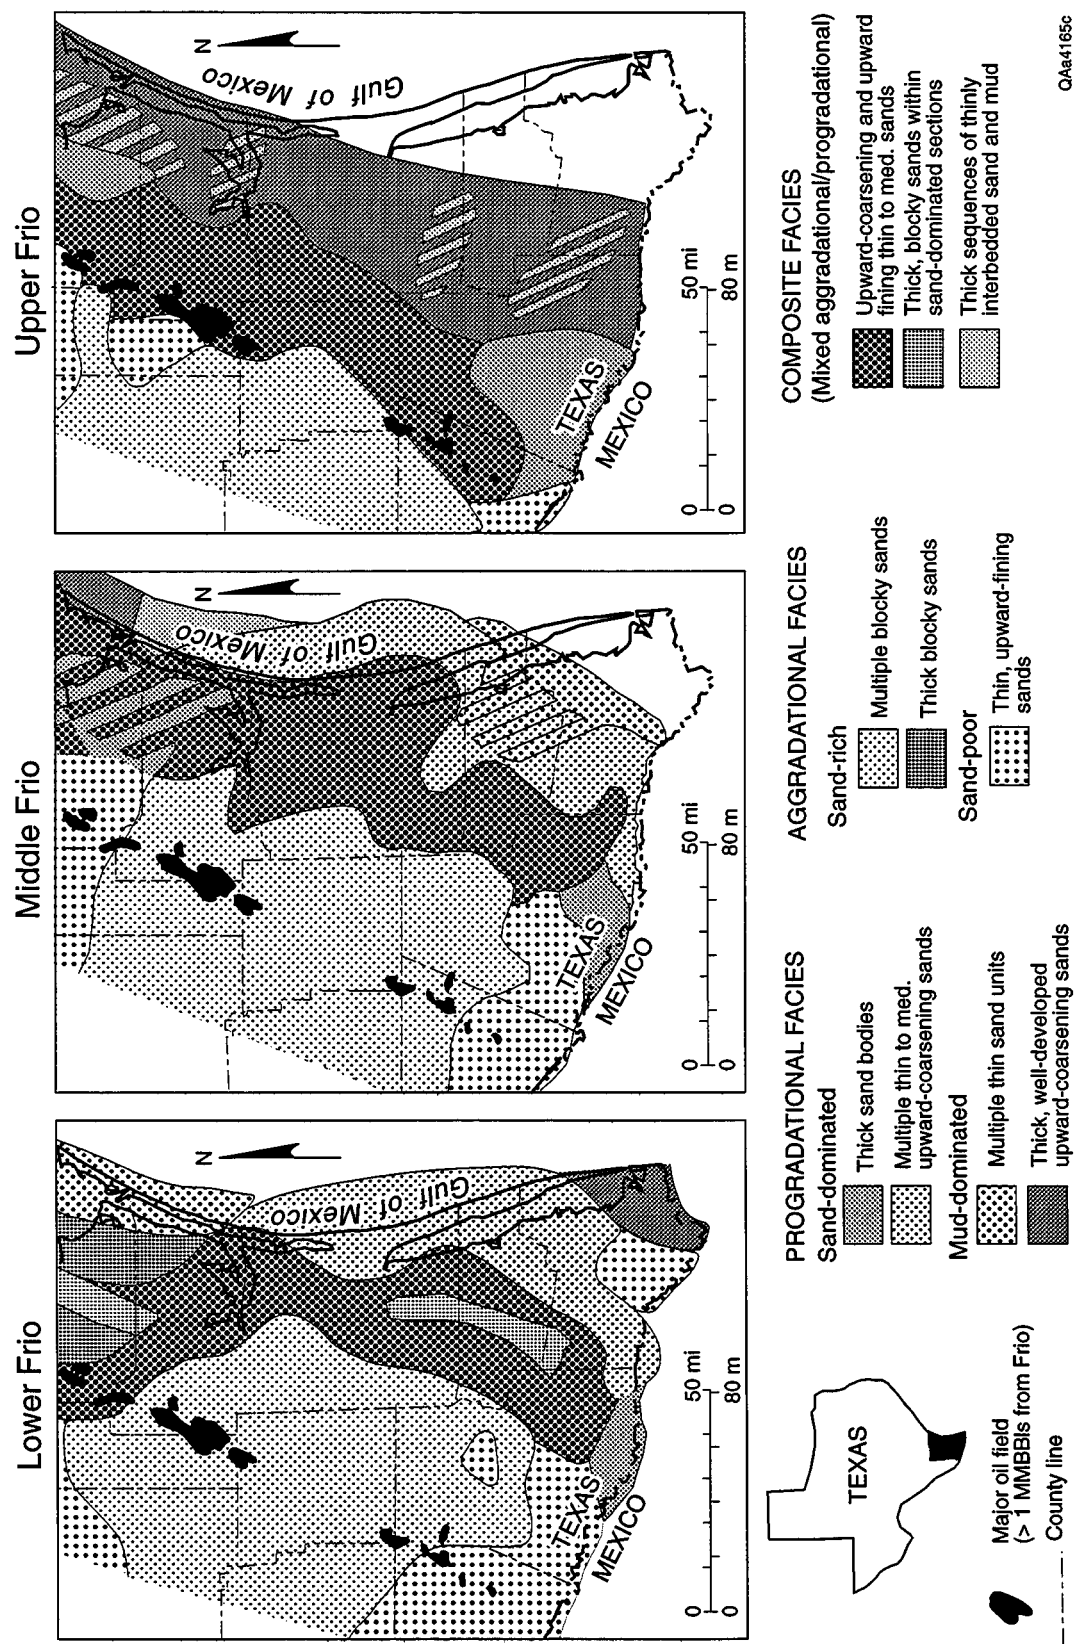 Lower Frio
N
Gulf of Mexico
TEXAS
MEXICO
0 50 mi
0 80 m
Middle Frio
N
Gulf of Mexico
TEXAS
MEXICO
0 50 mi
0 80 m
Upper Frio
N
Gulf of Mexico
TEXAS
MEXICO
0 50 mi
0 80 m
TEXAS
Major oil field
(> 1 MMBBls from Frio)
County line
PROGRADATIONAL FACIES
Sand-dominated
Thick sand bodies
Multiple thin to med.
upward-coarsening sands
Mud-dominated
Multiple thin sand units
Thick, well-developed
upward-coarsening sands
AGGRADATIONAL FACIES
Sand-rich
Multiple blocky sands
Thick blocky sands
Sand-poor
Thin, upward-fining
sands
COMPOSITE FACIES
(Mixed aggradational/progradational)
Upward-coarsening and upward
fining thin to med. sands
Thick, blocky sands within
sand-dominated sections
Thick sequences of thinly
interbedded sand and mud
QAa4165c